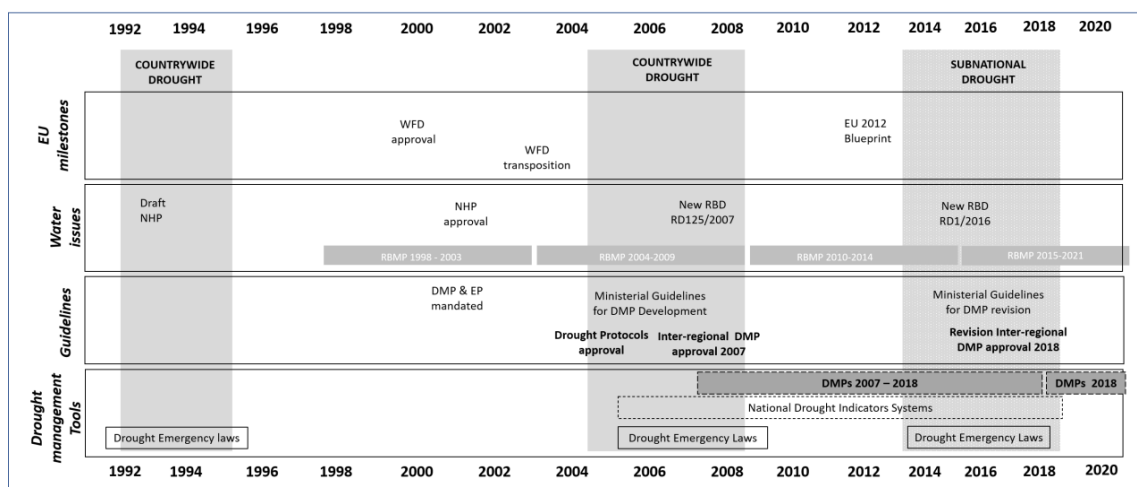 1992 1994 1996 1998 2000 2002 2004 2006 2008 2010 2012 2014 2016 2018 2020
COUNTRYWIDE
DROUGHT
COUNTRYWIDE
DROUGHT
SUBNATIONAL
DROUGHT
EU
milestones
WFD
approval
WFD
transposition
EU 2012
Blueprint
Water
issues
Draft
NHP
NHP
approval
New RBD
RD125/2007
New RBD
RD1/2016
RBMP 1998 - 2003
RBMP 2004-2009
RBMP 2010-2014
RBMP 2015-2021
Guidelines
DMP & EP
mandated
Ministerial Guidelines
for DMP Development
Ministerial Guidelines
for DMP revision
Drought Protocols
approval
Inter-regional DMP
approval 2007
Revision Inter-regional
DMP approval 2018
Drought
management
Tools
DMPs 2007 – 2018
DMPs 2018
National Drought Indicators Systems
Drought Emergency laws
Drought Emergency Laws
Drought Emergency Laws
1992 1994 1996 1998 2000 2002 2004 2006 2008 2010 2012 2014 2016 2018 2020